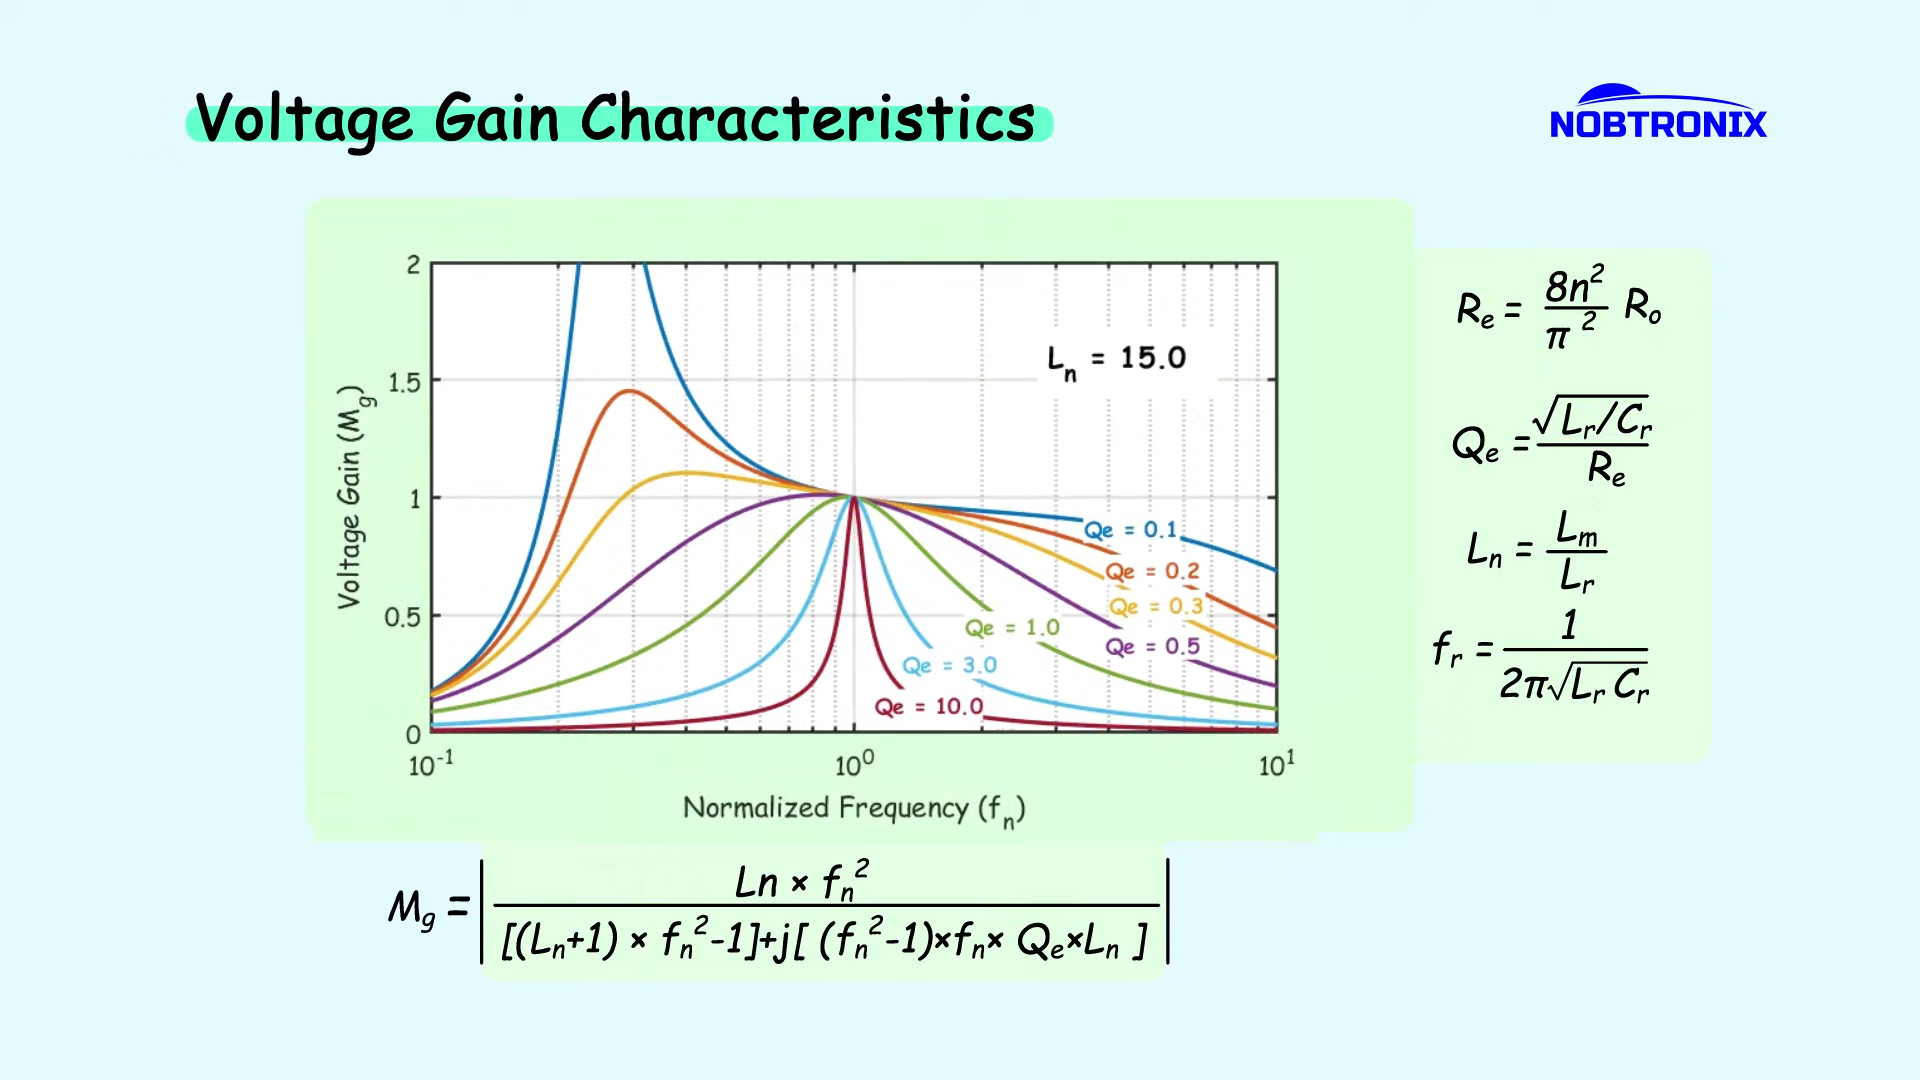 Voltage Gain Characteristics
NOBTRONIX
2
1.5
1
0.5
0
Voltage Gain (Mg)
Ln = 15.0
Qe = 0.1
Qe = 0.2
Qe = 0.3
Qe = 1.0
Qe = 0.5
Qe = 3.0
Qe = 10.0
10⁻¹ 10⁰ 10¹
Normalized Frequency (fn)
Re = 8n² / π² Ro
Qe = √Lr/Cr / Re
Ln = Lm / Lr
fr = 1 / 2π√Lr Cr
Mg = | Ln × fn² / [(Ln+1) × fn²-1]+j[ (fn²-1)×fn× Qe×Ln ] |